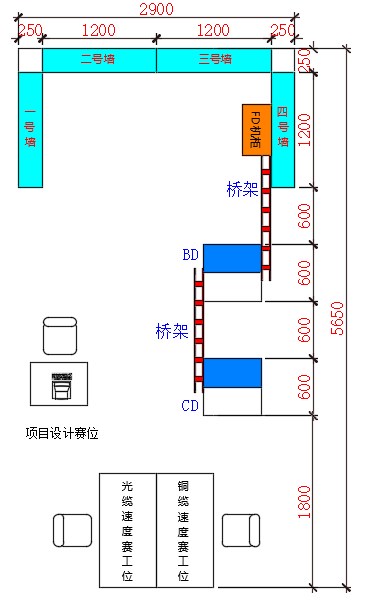 2900
250
1200
1200
250
二号墙
三号墙
250
一号墙
FD机柜
四号墙
1200
桥架
600
BD
600
桥架
600
5650
600
CD
项目设计赛位
光缆速度赛工位
铜缆速度赛工位
1800